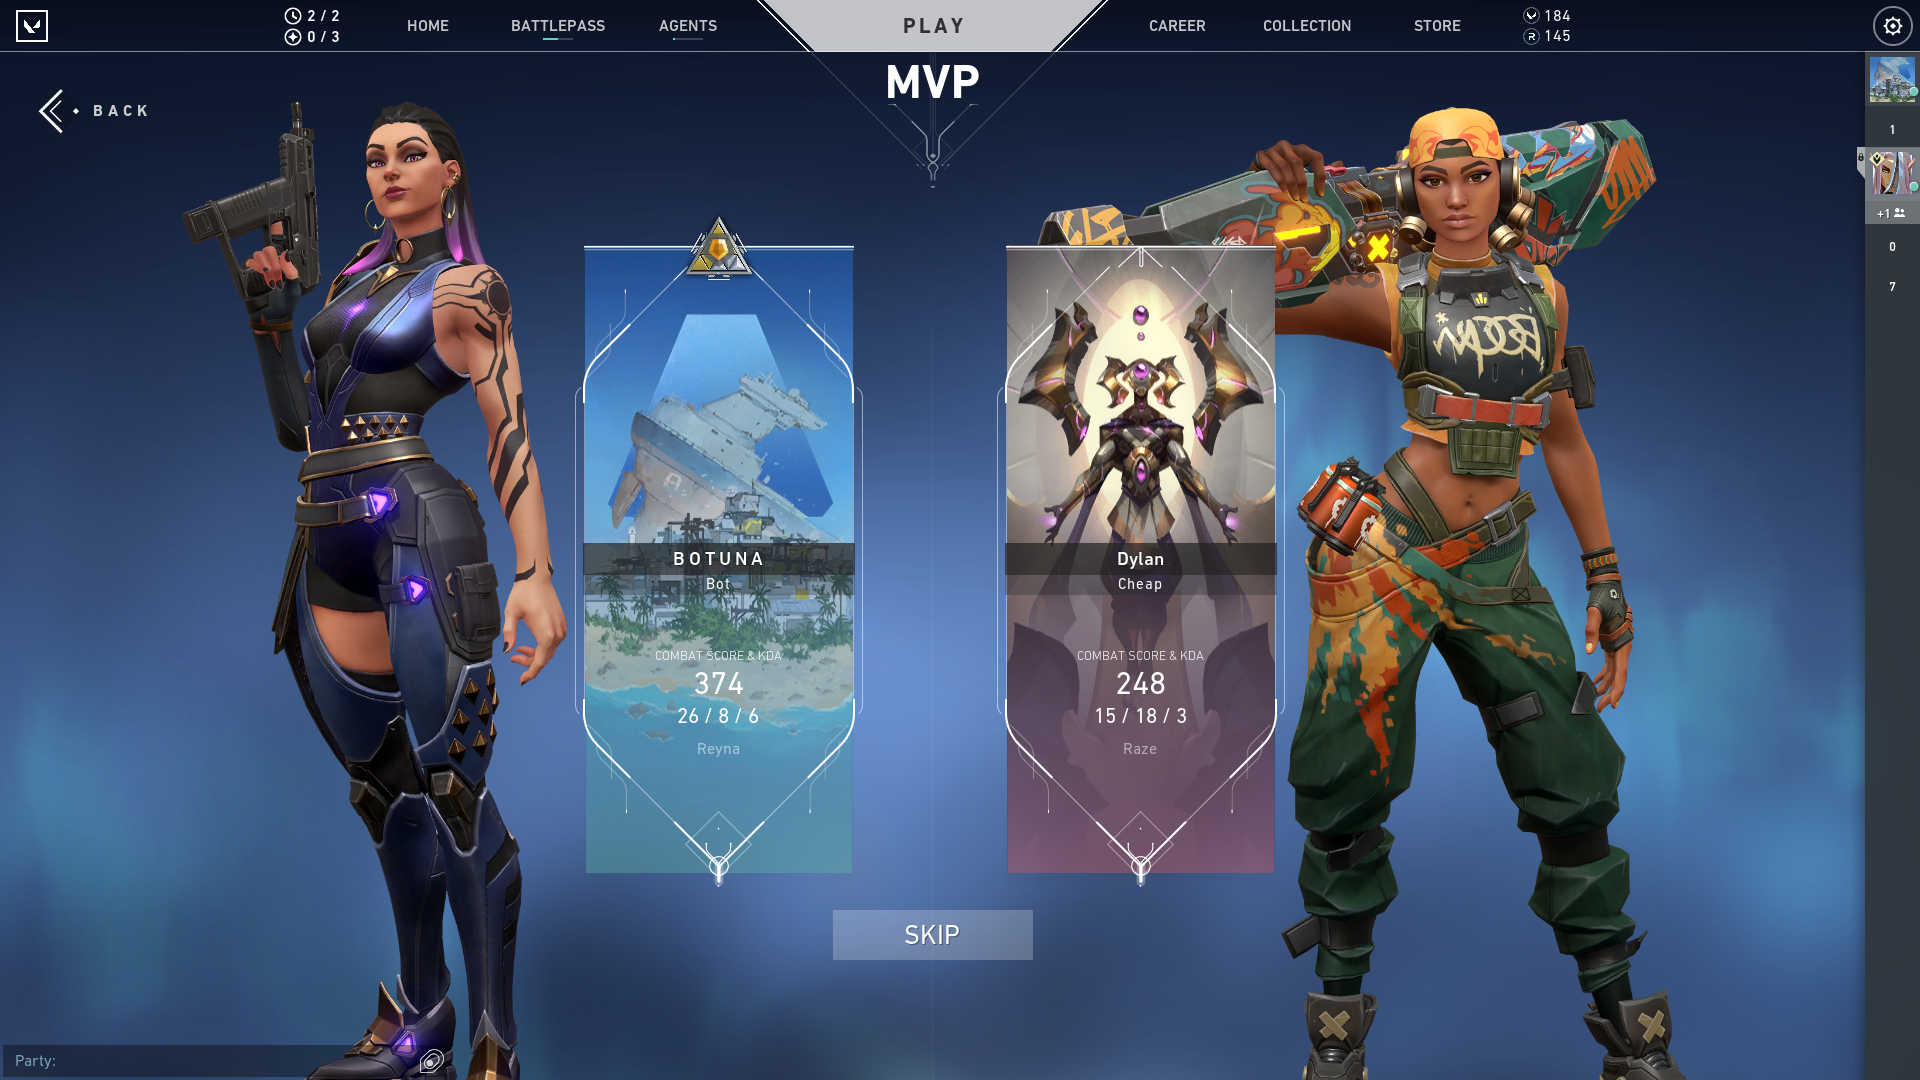 2 / 2
0 / 3
HOME
BATTLEPASS
AGENTS
PLAY
CAREER
COLLECTION
STORE
184
145
MVP
BACK
1
+1
0
7
BOTUNA
Bot
COMBAT SCORE & KDA
374
26 / 8 / 6
Reyna
Dylan
Cheap
COMBAT SCORE & KDA
248
15 / 18 / 3
Raze
SKIP
Party: